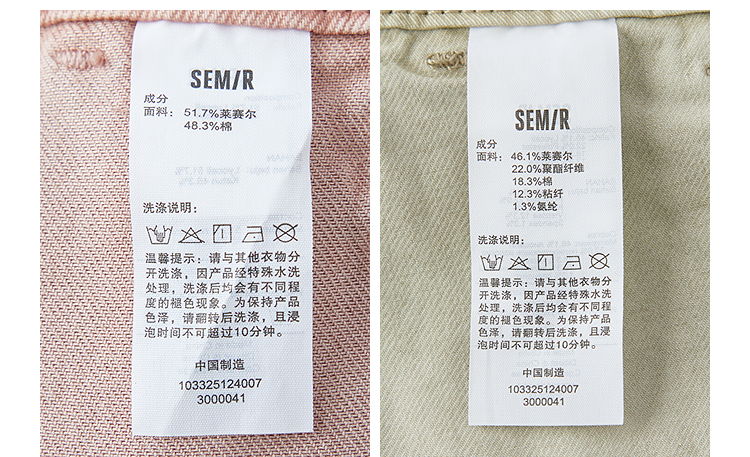 SEM/R
成分
面料：51.7%莱赛尔
48.3%棉
洗涤说明：
温馨提示：请与其他衣物分
开洗涤，因产品经特殊水洗
处理，洗涤后均会有不同程
度的褪色现象。为保持产品
色泽，请翻转后洗涤，且浸
泡时间不可超过10分钟。
中国制造
103325124007
3000041
SEM/R
成分
面料：46.1%莱赛尔
22.0%聚酯纤维
18.3%棉
12.3%粘纤
1.3%氨纶
洗涤说明：
温馨提示：请与其他衣物分
开洗涤，因产品经特殊水洗
处理，洗涤后均会有不同程
度的褪色现象。为保持产品
色泽，请翻转后洗涤，且浸
泡时间不可超过10分钟。
中国制造
103325124007
3000041